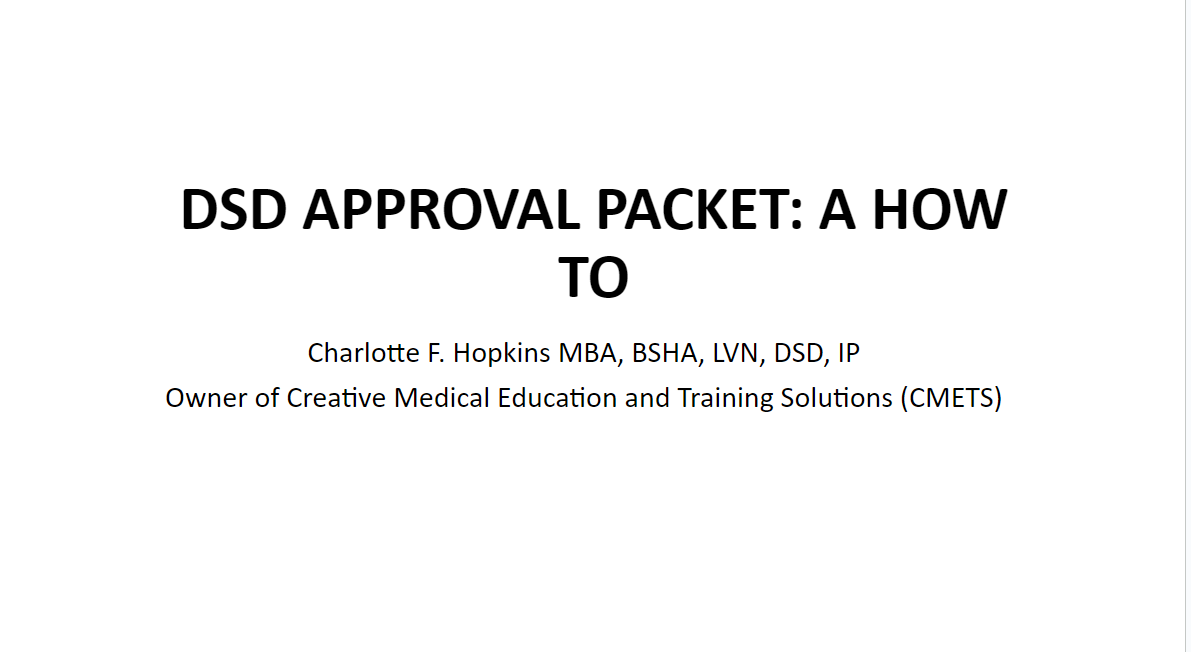 DSD APPROVAL PACKET: A HOW
TO
Charlotte F. Hopkins MBA, BSHA, LVN, DSD, IP
Owner of Creative Medical Education and Training Solutions (CMETS)